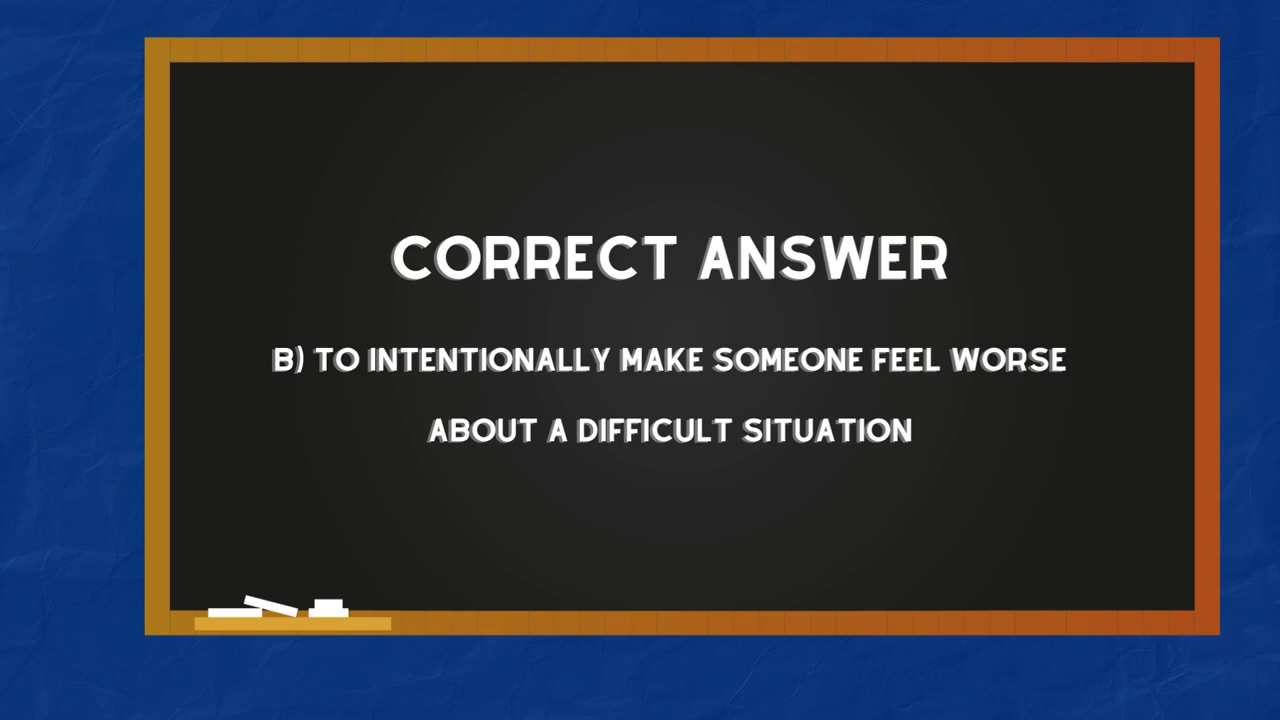 CORRECT ANSWER
B) TO INTENTIONALLY MAKE SOMEONE FEEL WORSE
ABOUT A DIFFICULT SITUATION